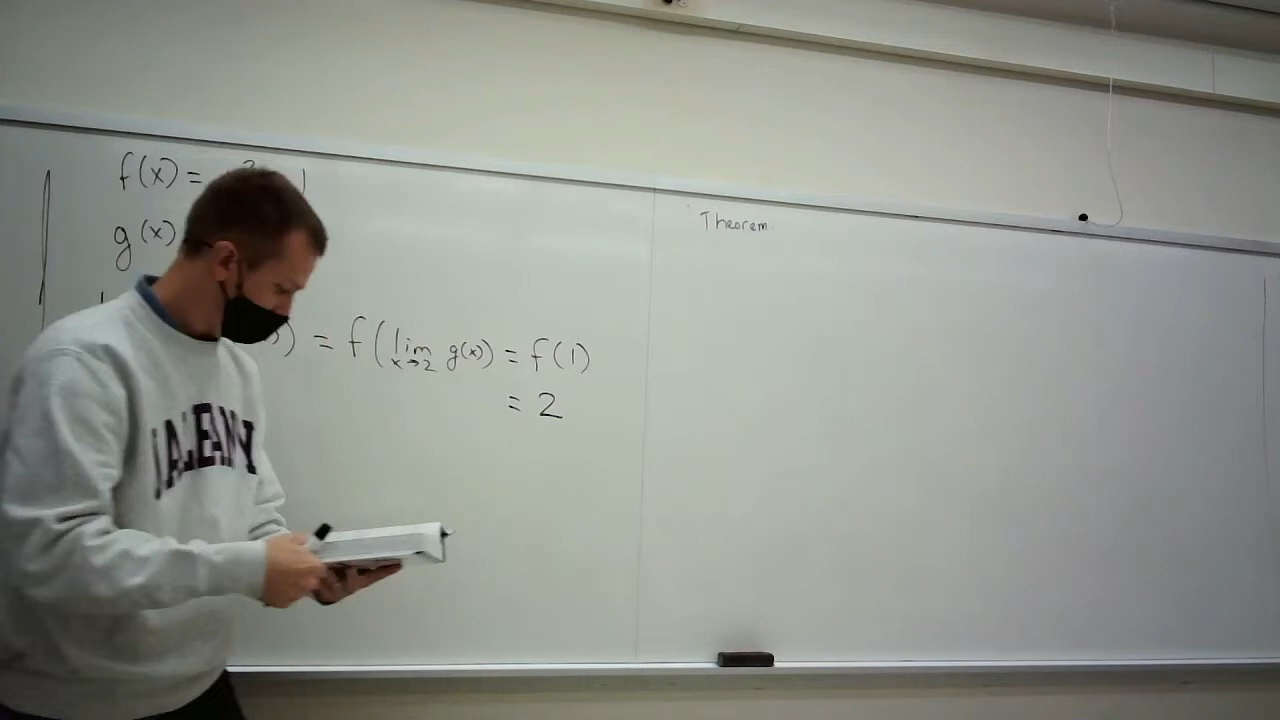 f(x) =
g(x)
) = f(lim x→2 g(x)) = f(1)
= 2
Theorem